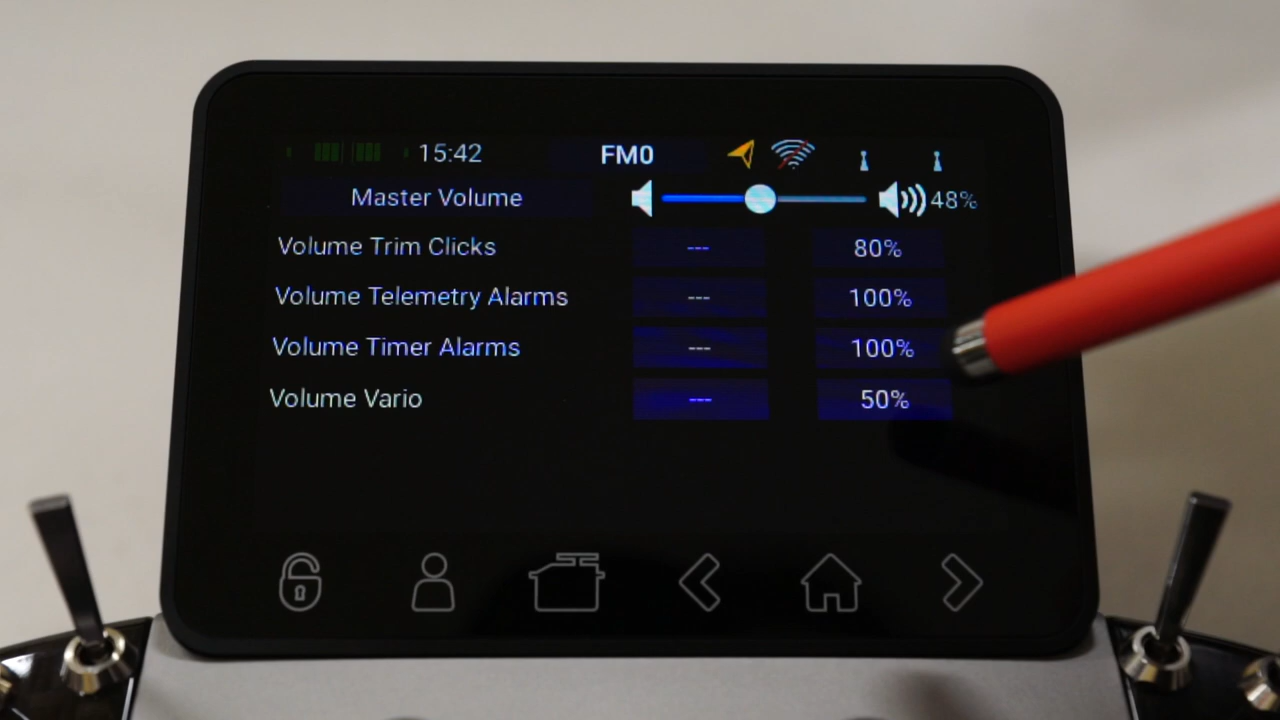 15:42 FM0
Master Volume 48%
Volume Trim Clicks --- 80%
Volume Telemetry Alarms --- 100%
Volume Timer Alarms --- 100%
Volume Vario --- 50%